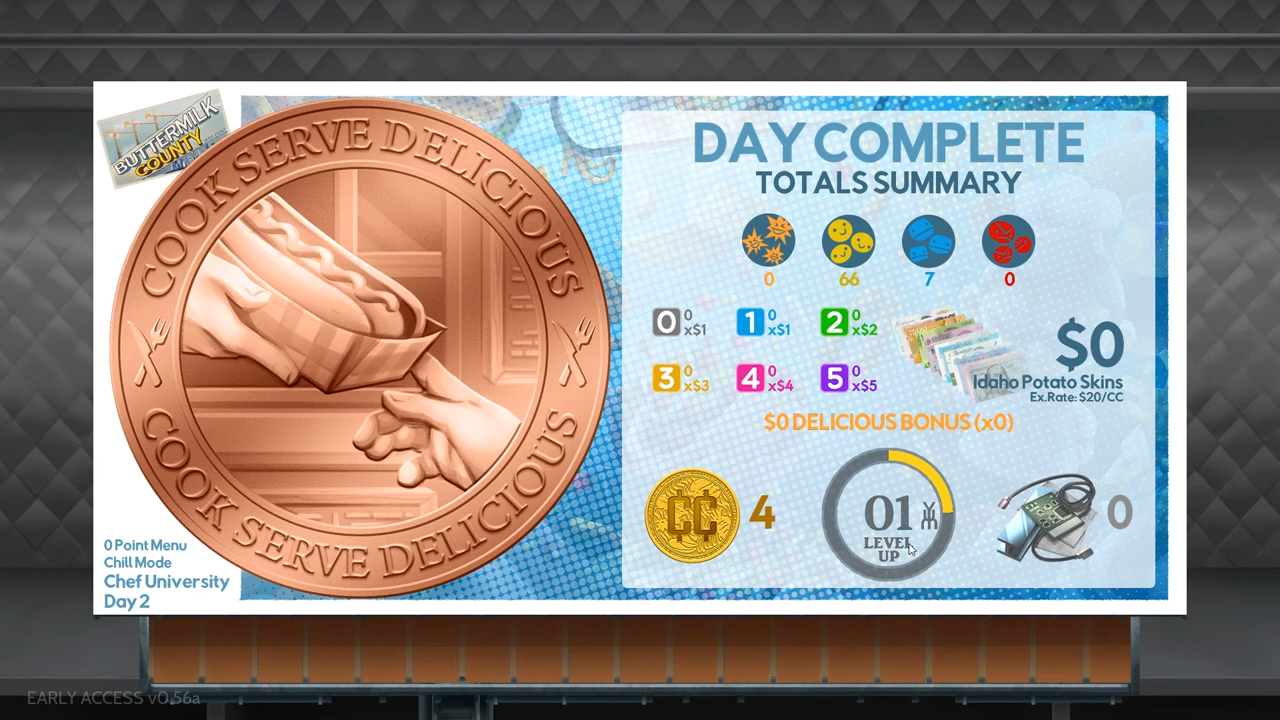 BUTTERMILK
COUNTY
COOK SERVE DELICIOUS
COOK SERVE DELICIOUS
0 Point Menu
Chill Mode
Chef University
Day 2
DAY COMPLETE
TOTALS SUMMARY
0 66 7 0
0 0 x$1 1 0 x$1 2 0 x$2
3 0 x$3 4 0 x$4 5 0 x$5
$0
Idaho Potato Skins
Ex.Rate: $20/CC
$0 DELICIOUS BONUS (x0)
CC 4
01
LEVEL
UP
0
EARLY ACCESS v0.56a